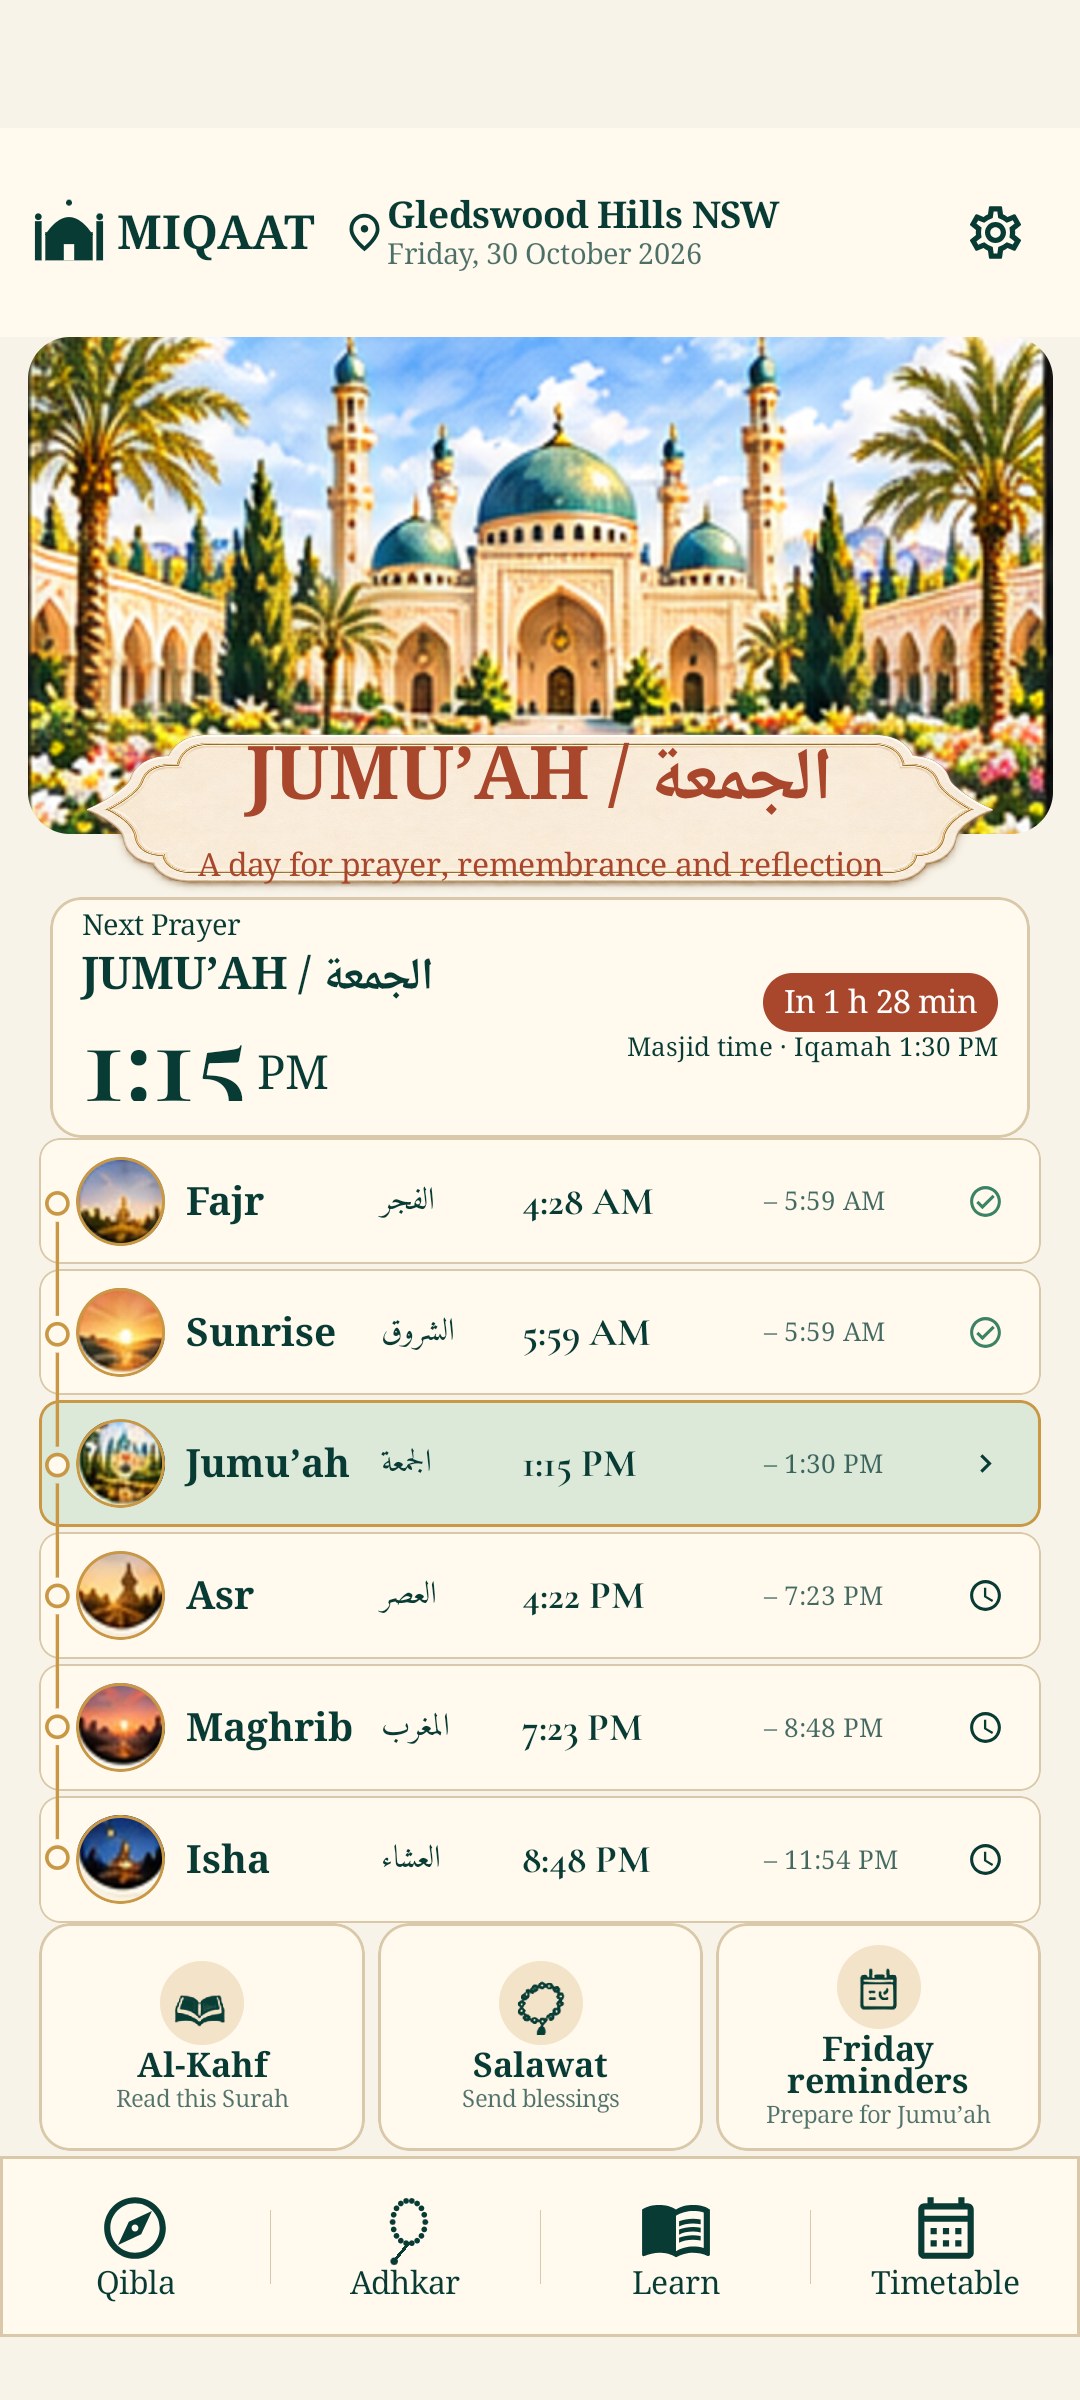 MIQAAT
Gledswood Hills NSW
Friday, 30 October 2026
JUMU’AH / الجمعة
A day for prayer, remembrance and reflection
Next Prayer
JUMU’AH / الجمعة
1:15 PM
In 1 h 28 min
Masjid time · Iqamah 1:30 PM
Fajr الفجر 4:28 AM – 5:59 AM
Sunrise الشروق 5:59 AM – 5:59 AM
Jumu’ah الجمعة 1:15 PM – 1:30 PM
Asr العصر 4:22 PM – 7:23 PM
Maghrib المغرب 7:23 PM – 8:48 PM
Isha العشاء 8:48 PM – 11:54 PM
Al-Kahf
Read this Surah
Salawat
Send blessings
Friday
reminders
Prepare for Jumu’ah
Qibla
Adhkar
Learn
Timetable